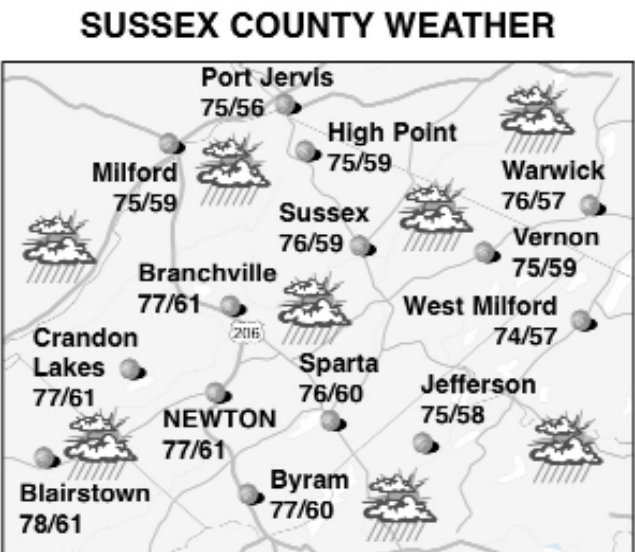 SUSSEX COUNTY WEATHER
Port Jervis
75/56
High Point
75/59
Milford
75/59
Warwick
76/57
Sussex
76/59
Vernon
75/59
Branchville
77/61
West Milford
74/57
206
Crandon
Lakes
77/61
Sparta
76/60
Jefferson
75/58
NEWTON
77/61
Blairstown
78/61
Byram
77/60